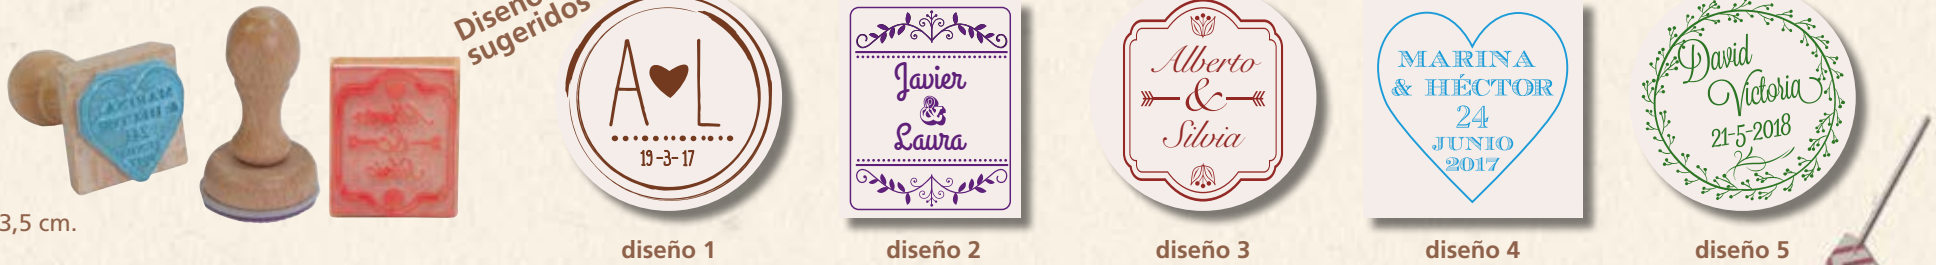 Diseño
sugeridos
3,5 cm.
A L
19-3-17
diseño 1
Javier
&
Laura
diseño 2
Alberto
&
Silvia
diseño 3
MARINA
& HÉCTOR
24
JUNIO
2017
diseño 4
David
Victoria
21-5-2018
diseño 5